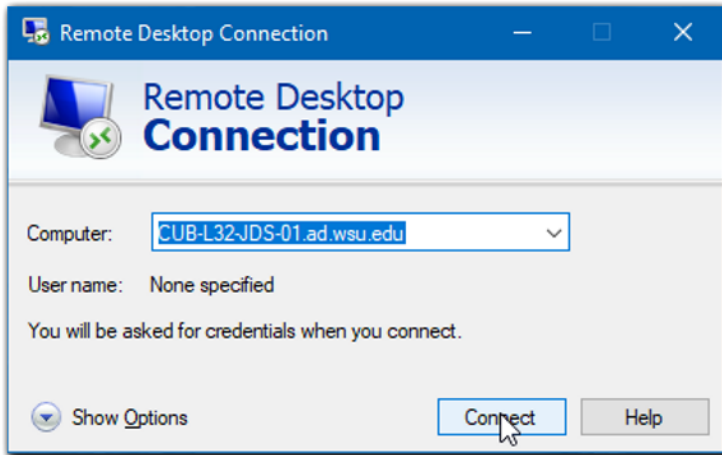 Remote Desktop Connection
Remote Desktop
Connection
Computer: CUB-L32-JDS-01.ad.wsu.edu
User name: None specified
You will be asked for credentials when you connect.
Show Options Connect Help